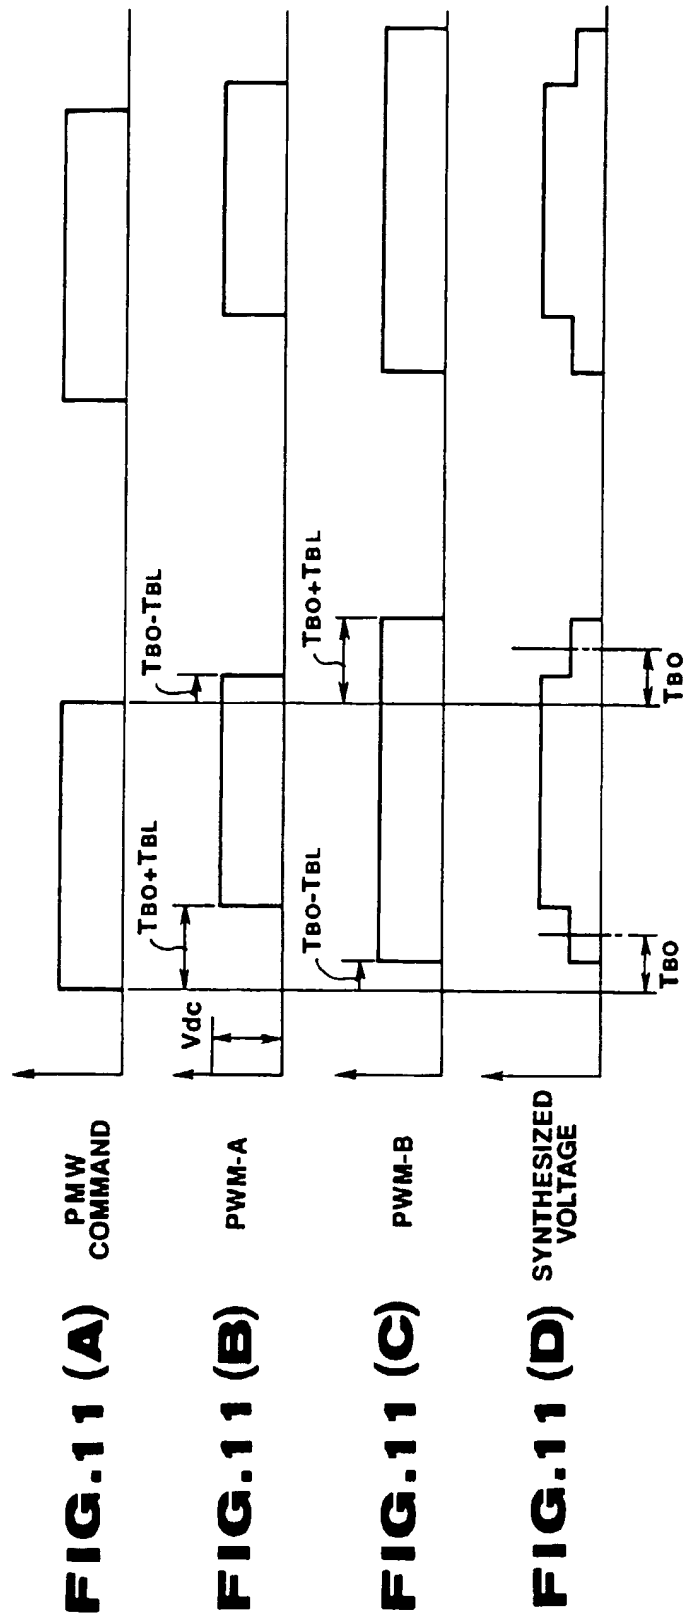 FIG.11 (A)
PMW
COMMAND
FIG.11 (B)
PWM-A
Vdc
TBO+TBL
TBO-TBL
FIG.11 (C)
PWM-B
TBO-TBL
TBO+TBL
FIG.11 (D)
SYNTHESIZED
VOLTAGE
TBO
TBO